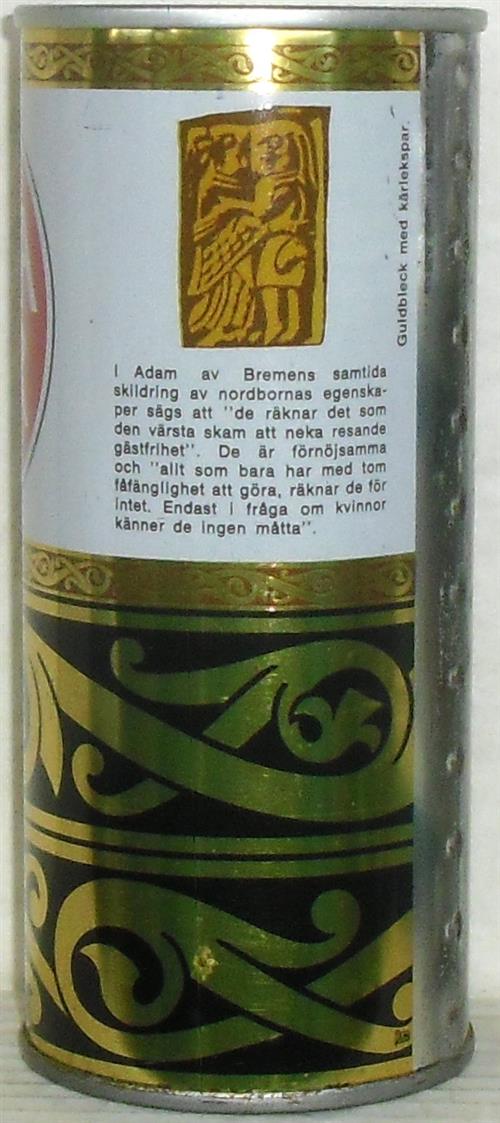 Guldbleck med kärlekspar.
I Adam av Bremens samtida
skildring av nordbornas egenska-
per sägs att "de räknar det som
den värsta skam att neka resande
gästfrihet". De är förnöjsamma
och "allt som bara har med tom
fåfänglighet att göra, räknar de för
intet. Endast i fråga om kvinnor
känner de ingen måtta".